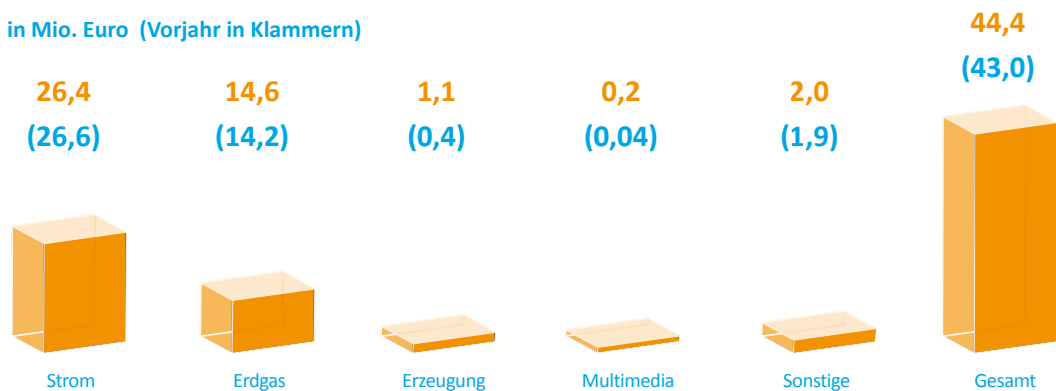 in Mio. Euro (Vorjahr in Klammern)
44,4
(43,0)
26,4
14,6
1,1
0,2
2,0
(26,6)
(14,2)
(0,4)
(0,04)
(1,9)
Strom
Erdgas
Erzeugung
Multimedia
Sonstige
Gesamt